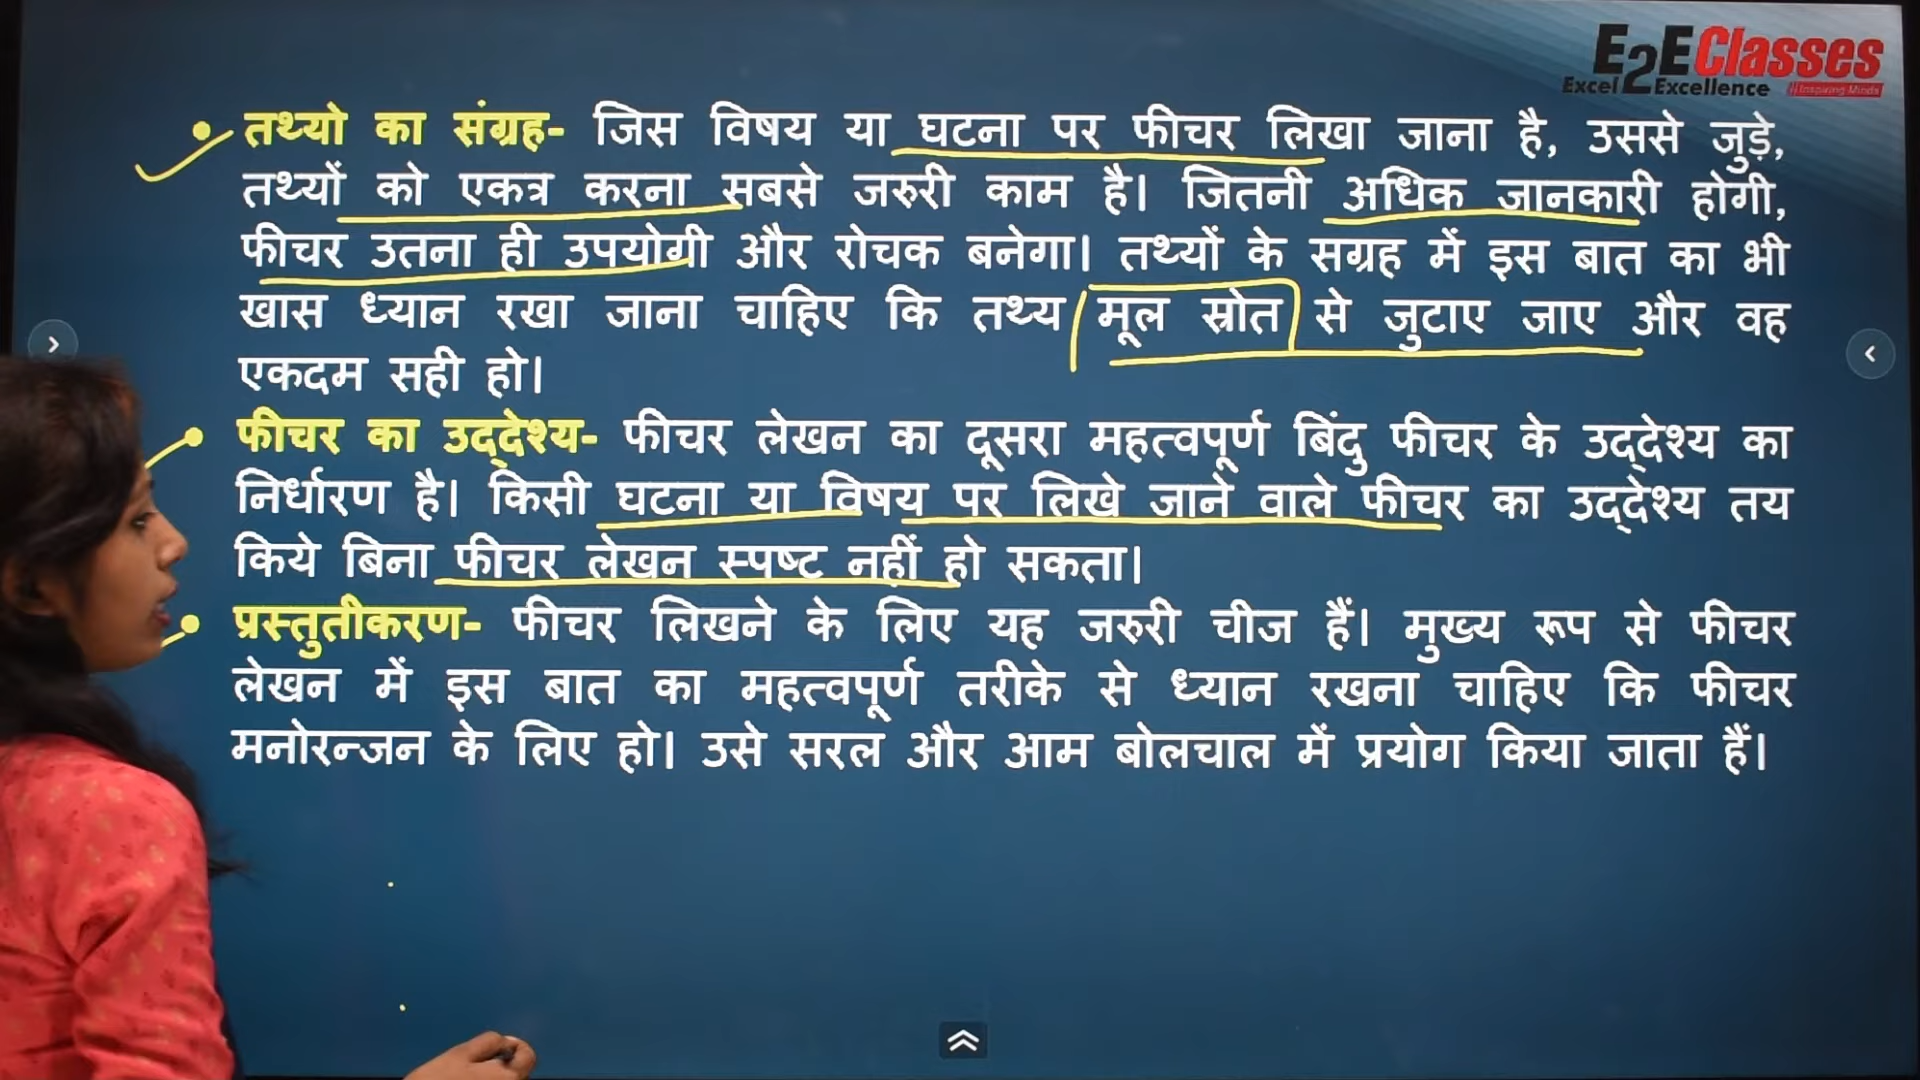 E2E Classes
Excel 2 Excellence Inspiring Minds
तथ्यो का संग्रह- जिस विषय या घटना पर फीचर लिखा जाना है, उससे जुड़े,
तथ्यों को एकत्र करना सबसे जरुरी काम है। जितनी अधिक जानकारी होगी,
फीचर उतना ही उपयोगी और रोचक बनेगा। तथ्यों के सग्रह में इस बात का भी
खास ध्यान रखा जाना चाहिए कि तथ्य मूल स्रोत से जुटाए जाए और वह
एकदम सही हो।
फीचर का उद्देश्य- फीचर लेखन का दूसरा महत्वपूर्ण बिंदु फीचर के उद्देश्य का
निर्धारण है। किसी घटना या विषय पर लिखे जाने वाले फीचर का उद्देश्य तय
किये बिना फीचर लेखन स्पष्ट नहीं हो सकता।
प्रस्तुतीकरण- फीचर लिखने के लिए यह जरुरी चीज हैं। मुख्य रूप से फीचर
लेखन में इस बात का महत्वपूर्ण तरीके से ध्यान रखना चाहिए कि फीचर
मनोरन्जन के लिए हो। उसे सरल और आम बोलचाल में प्रयोग किया जाता हैं।